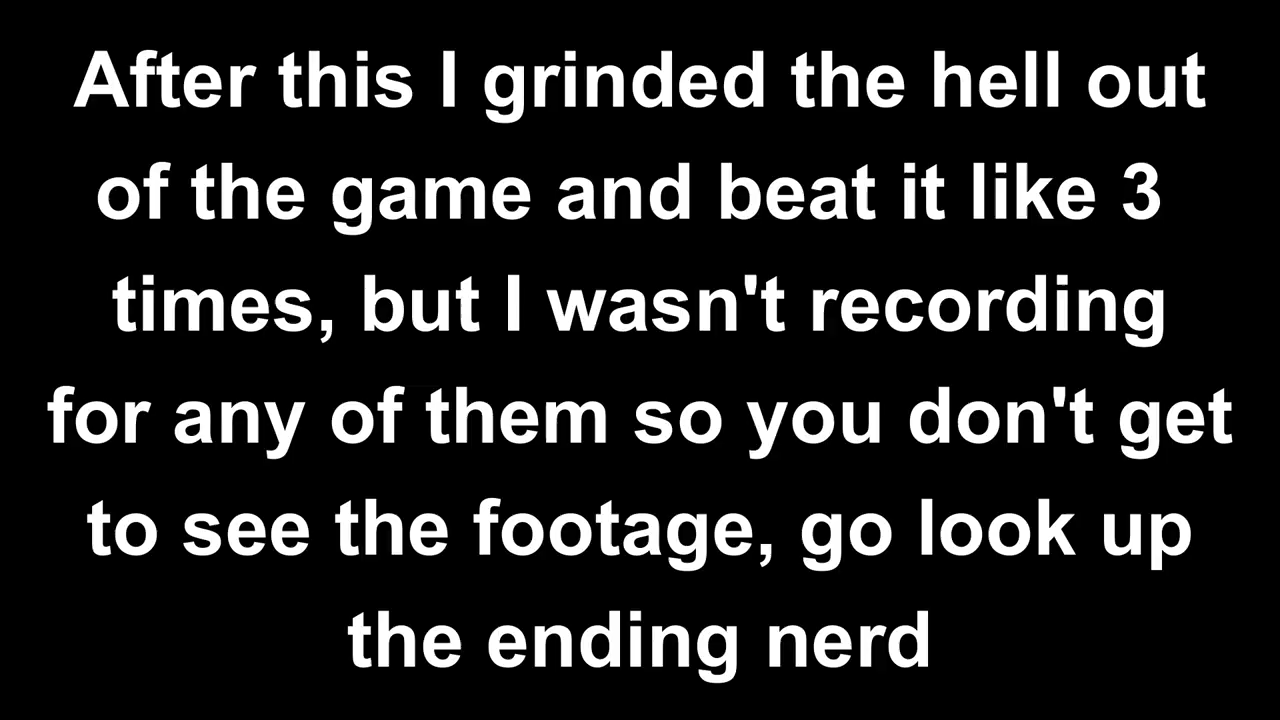 After this I grinded the hell out
of the game and beat it like 3
times, but I wasn't recording
for any of them so you don't get
to see the footage, go look up
the ending nerd